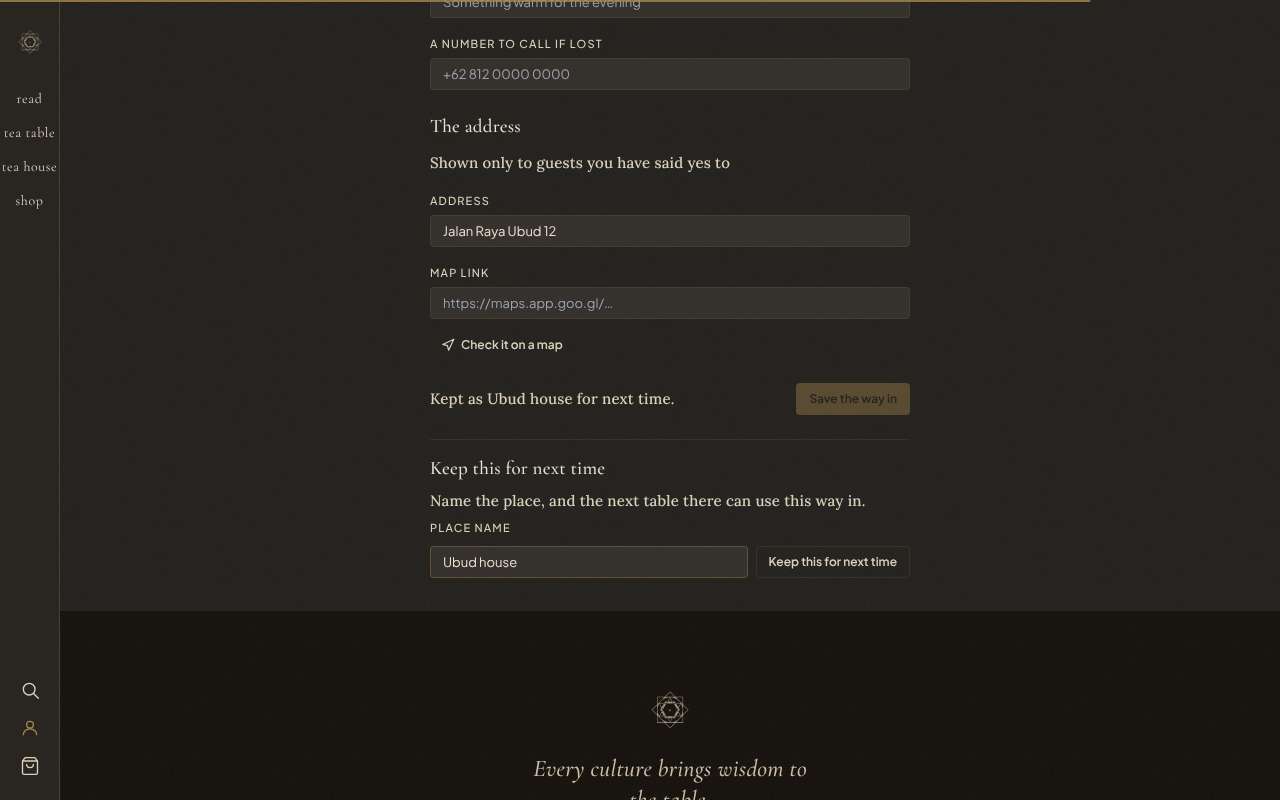 Something warm for the evening
A NUMBER TO CALL IF LOST
+62 812 0000 0000
read
The address
tea table
Shown only to guests you have said yes to
tea house
shop
ADDRESS
Jalan Raya Ubud 12
MAP LINK
https://maps.app.goo.gl/...
Check it on a map
Kept as Ubud house for next time.
Save the way in
Keep this for next time
Name the place, and the next table there can use this way in.
PLACE NAME
Ubud house
Keep this for next time
Every culture brings wisdom to
the table